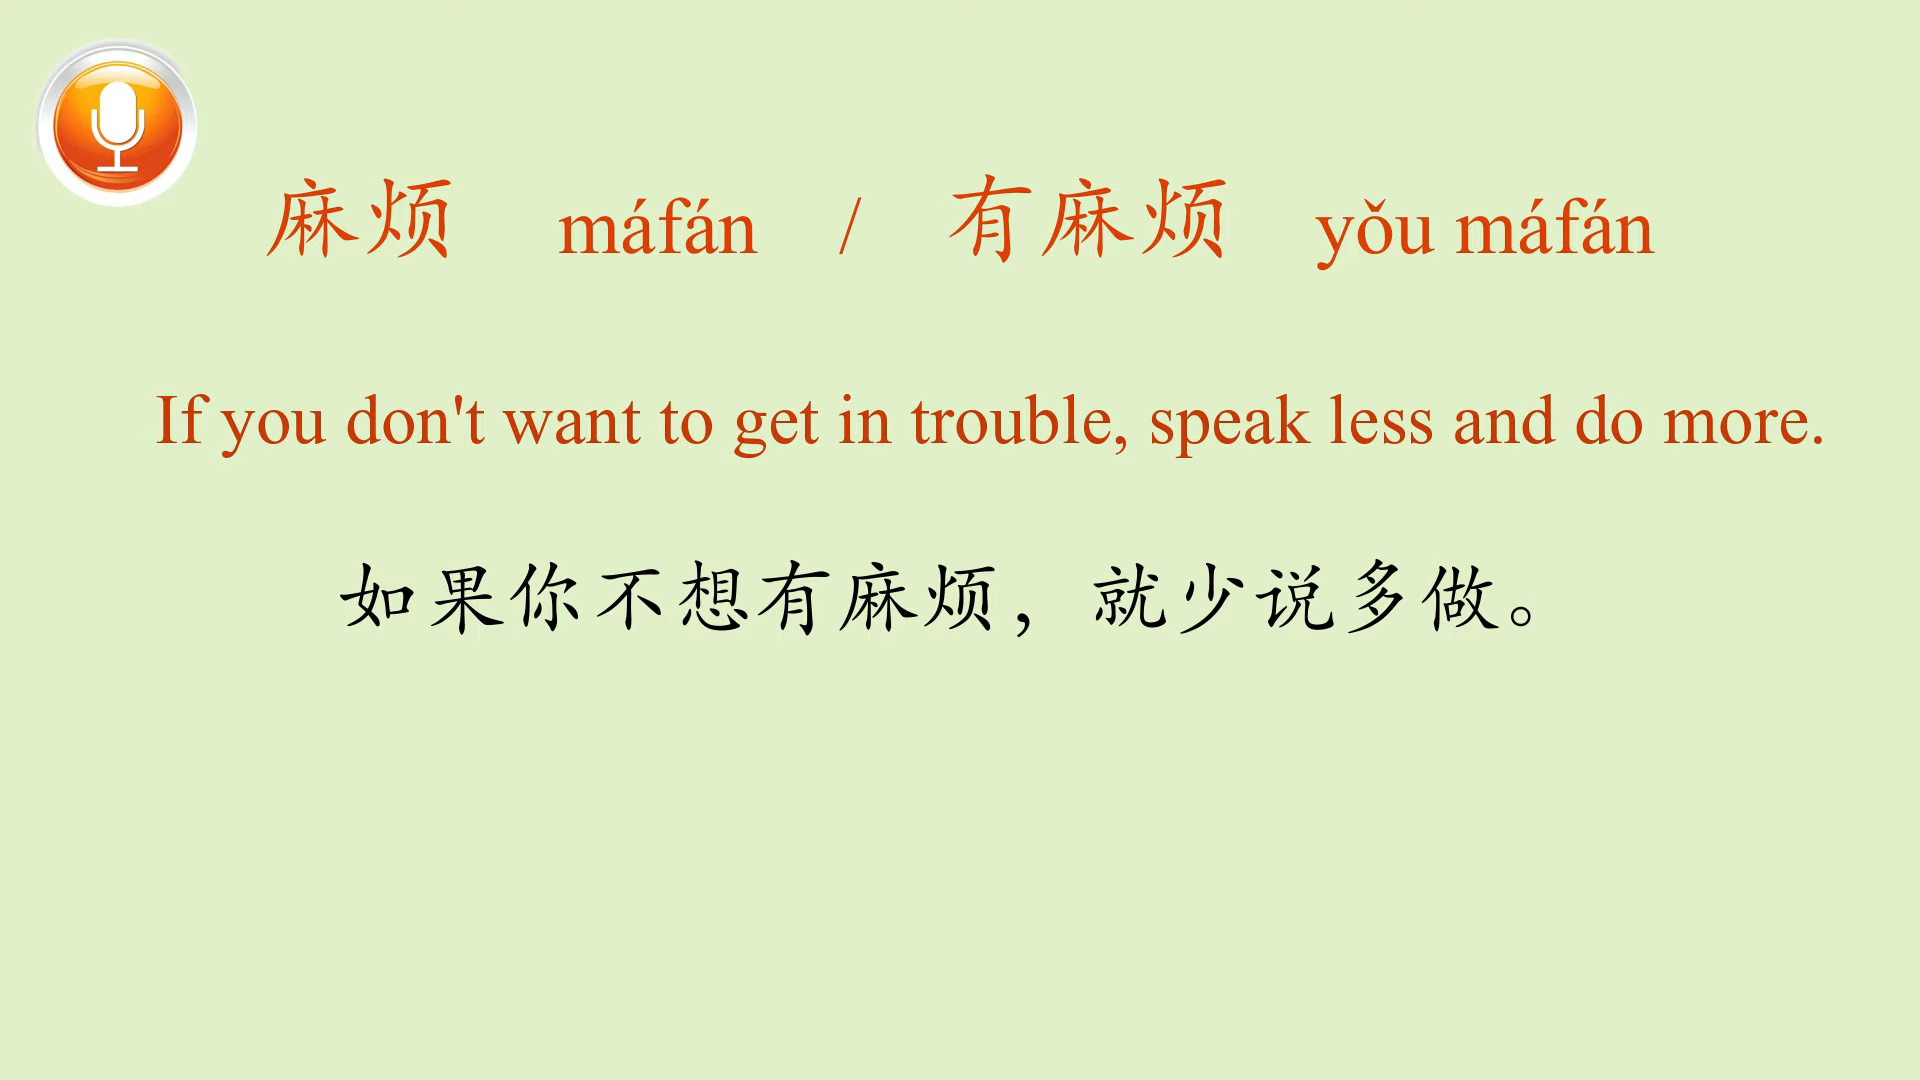 麻烦 máfán / 有麻烦 yǒu máfán
If you don't want to get in trouble, speak less and do more.
如果你不想有麻烦，就少说多做。